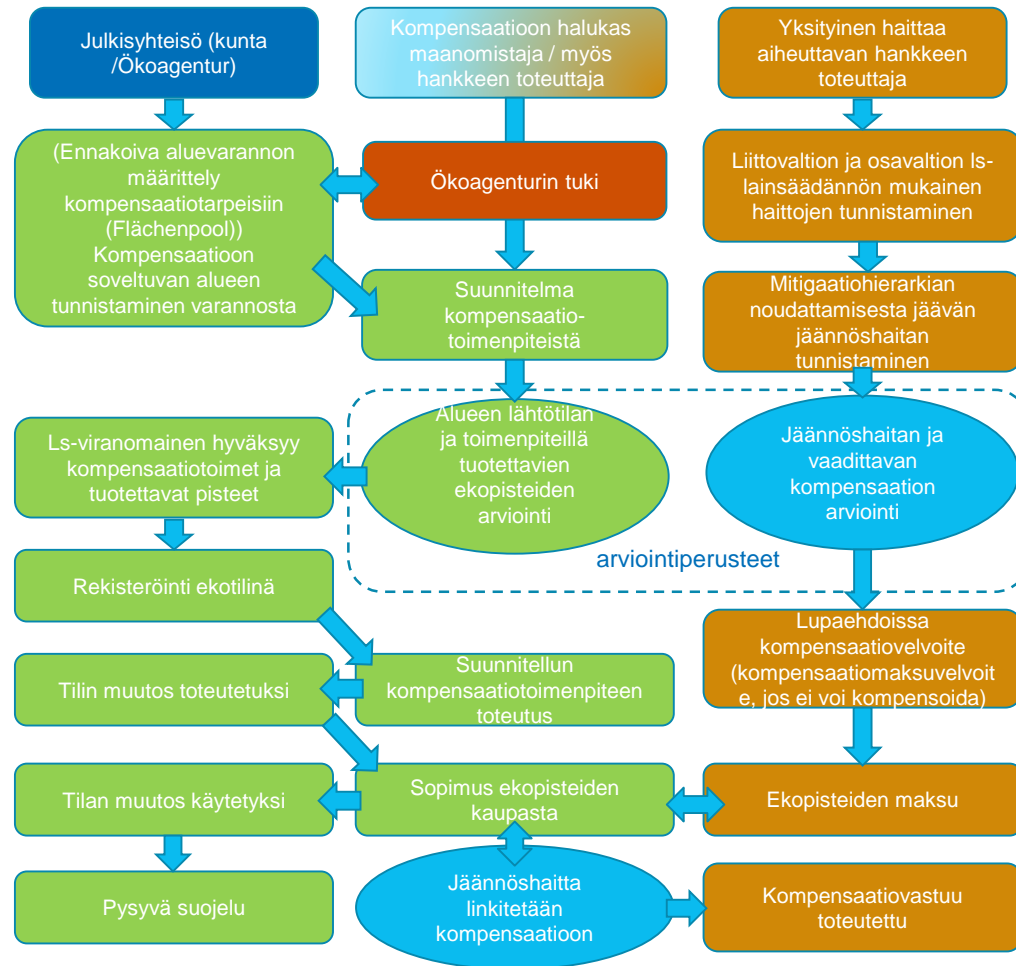 Julkisyhteisö (kunta
/Ökoagentur)
Kompensaatioon halukas
maanomistaja / myös
hankkeen toteuttaja
Yksityinen haittaa
aiheuttavan hankkeen
toteuttaja
(Ennakoiva aluevarannon
määrittely
kompensaatiotarpeisiin
(Flächenpool))
Kompensaatioon
soveltuvan alueen
tunnistaminen varannosta
Ökoagenturin tuki
Liittovaltion ja osavaltion ls-
lainsäädännön mukainen
haittojen tunnistaminen
Suunnitelma
kompensaatio-
toimenpiteistä
Mitigaatiohierarkian
noudattamisesta jäävän
jäännöshaitan
tunnistaminen
Ls-viranomainen hyväksyy
kompensaatiotoimet ja
tuotettavat pisteet
Alueen lähtötilan
ja toimenpiteillä
tuotettavien
ekopisteiden
arviointi
Jäännöshaitan ja
vaadittavan
kompensaation
arviointi
arviointiperusteet
Rekisteröinti ekotilinä
Lupaehdoissa
kompensaatiovelvoite
(kompensaatiomaksuvelvoit
e, jos ei voi kompensoida)
Tilin muutos toteutetuksi
Suunnitellun
kompensaatiotoimenpiteen
toteutus
Tilan muutos käytetyksi
Sopimus ekopisteiden
kaupasta
Ekopisteiden maksu
Pysyvä suojelu
Jäännöshaitta
linkitetään
kompensaatioon
Kompensaatiovastuu
toteutettu